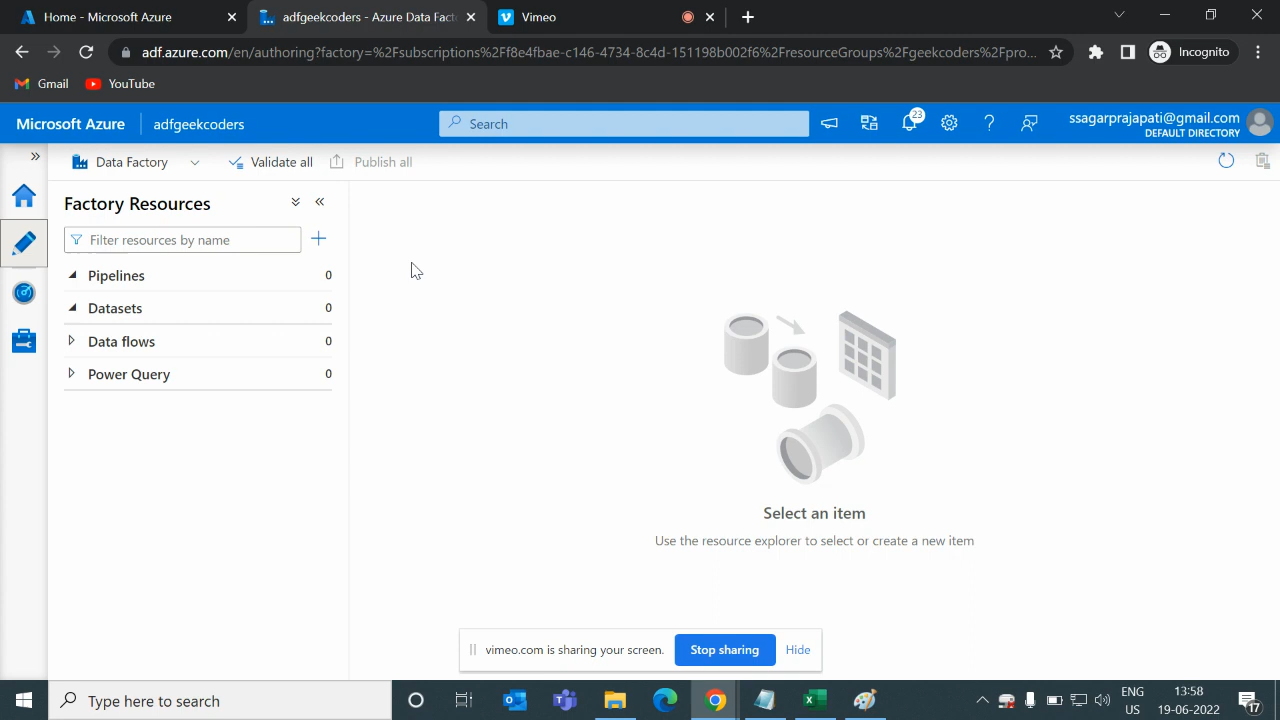 Home - Microsoft Azure
adfgeekcoders - Azure Data Fact
Vimeo
adf.azure.com/en/authoring?factory=%2Fsubscriptions%2Ff8e4fbae-c146-4734-8c4d-151198b002f6%2FresourceGroups%2Fgeekcoders%2Fpro...
Incognito
Gmail
YouTube
Microsoft Azure
adfgeekcoders
Search
23
ssagarprajapati@gmail.com
DEFAULT DIRECTORY
Data Factory
Validate all
Publish all
Factory Resources
Filter resources by name
Pipelines 0
Datasets 0
Data flows 0
Power Query 0
Select an item
Use the resource explorer to select or create a new item
vimeo.com is sharing your screen.
Stop sharing
Hide
Type here to search
ENG
US
13:58
19-06-2022
17